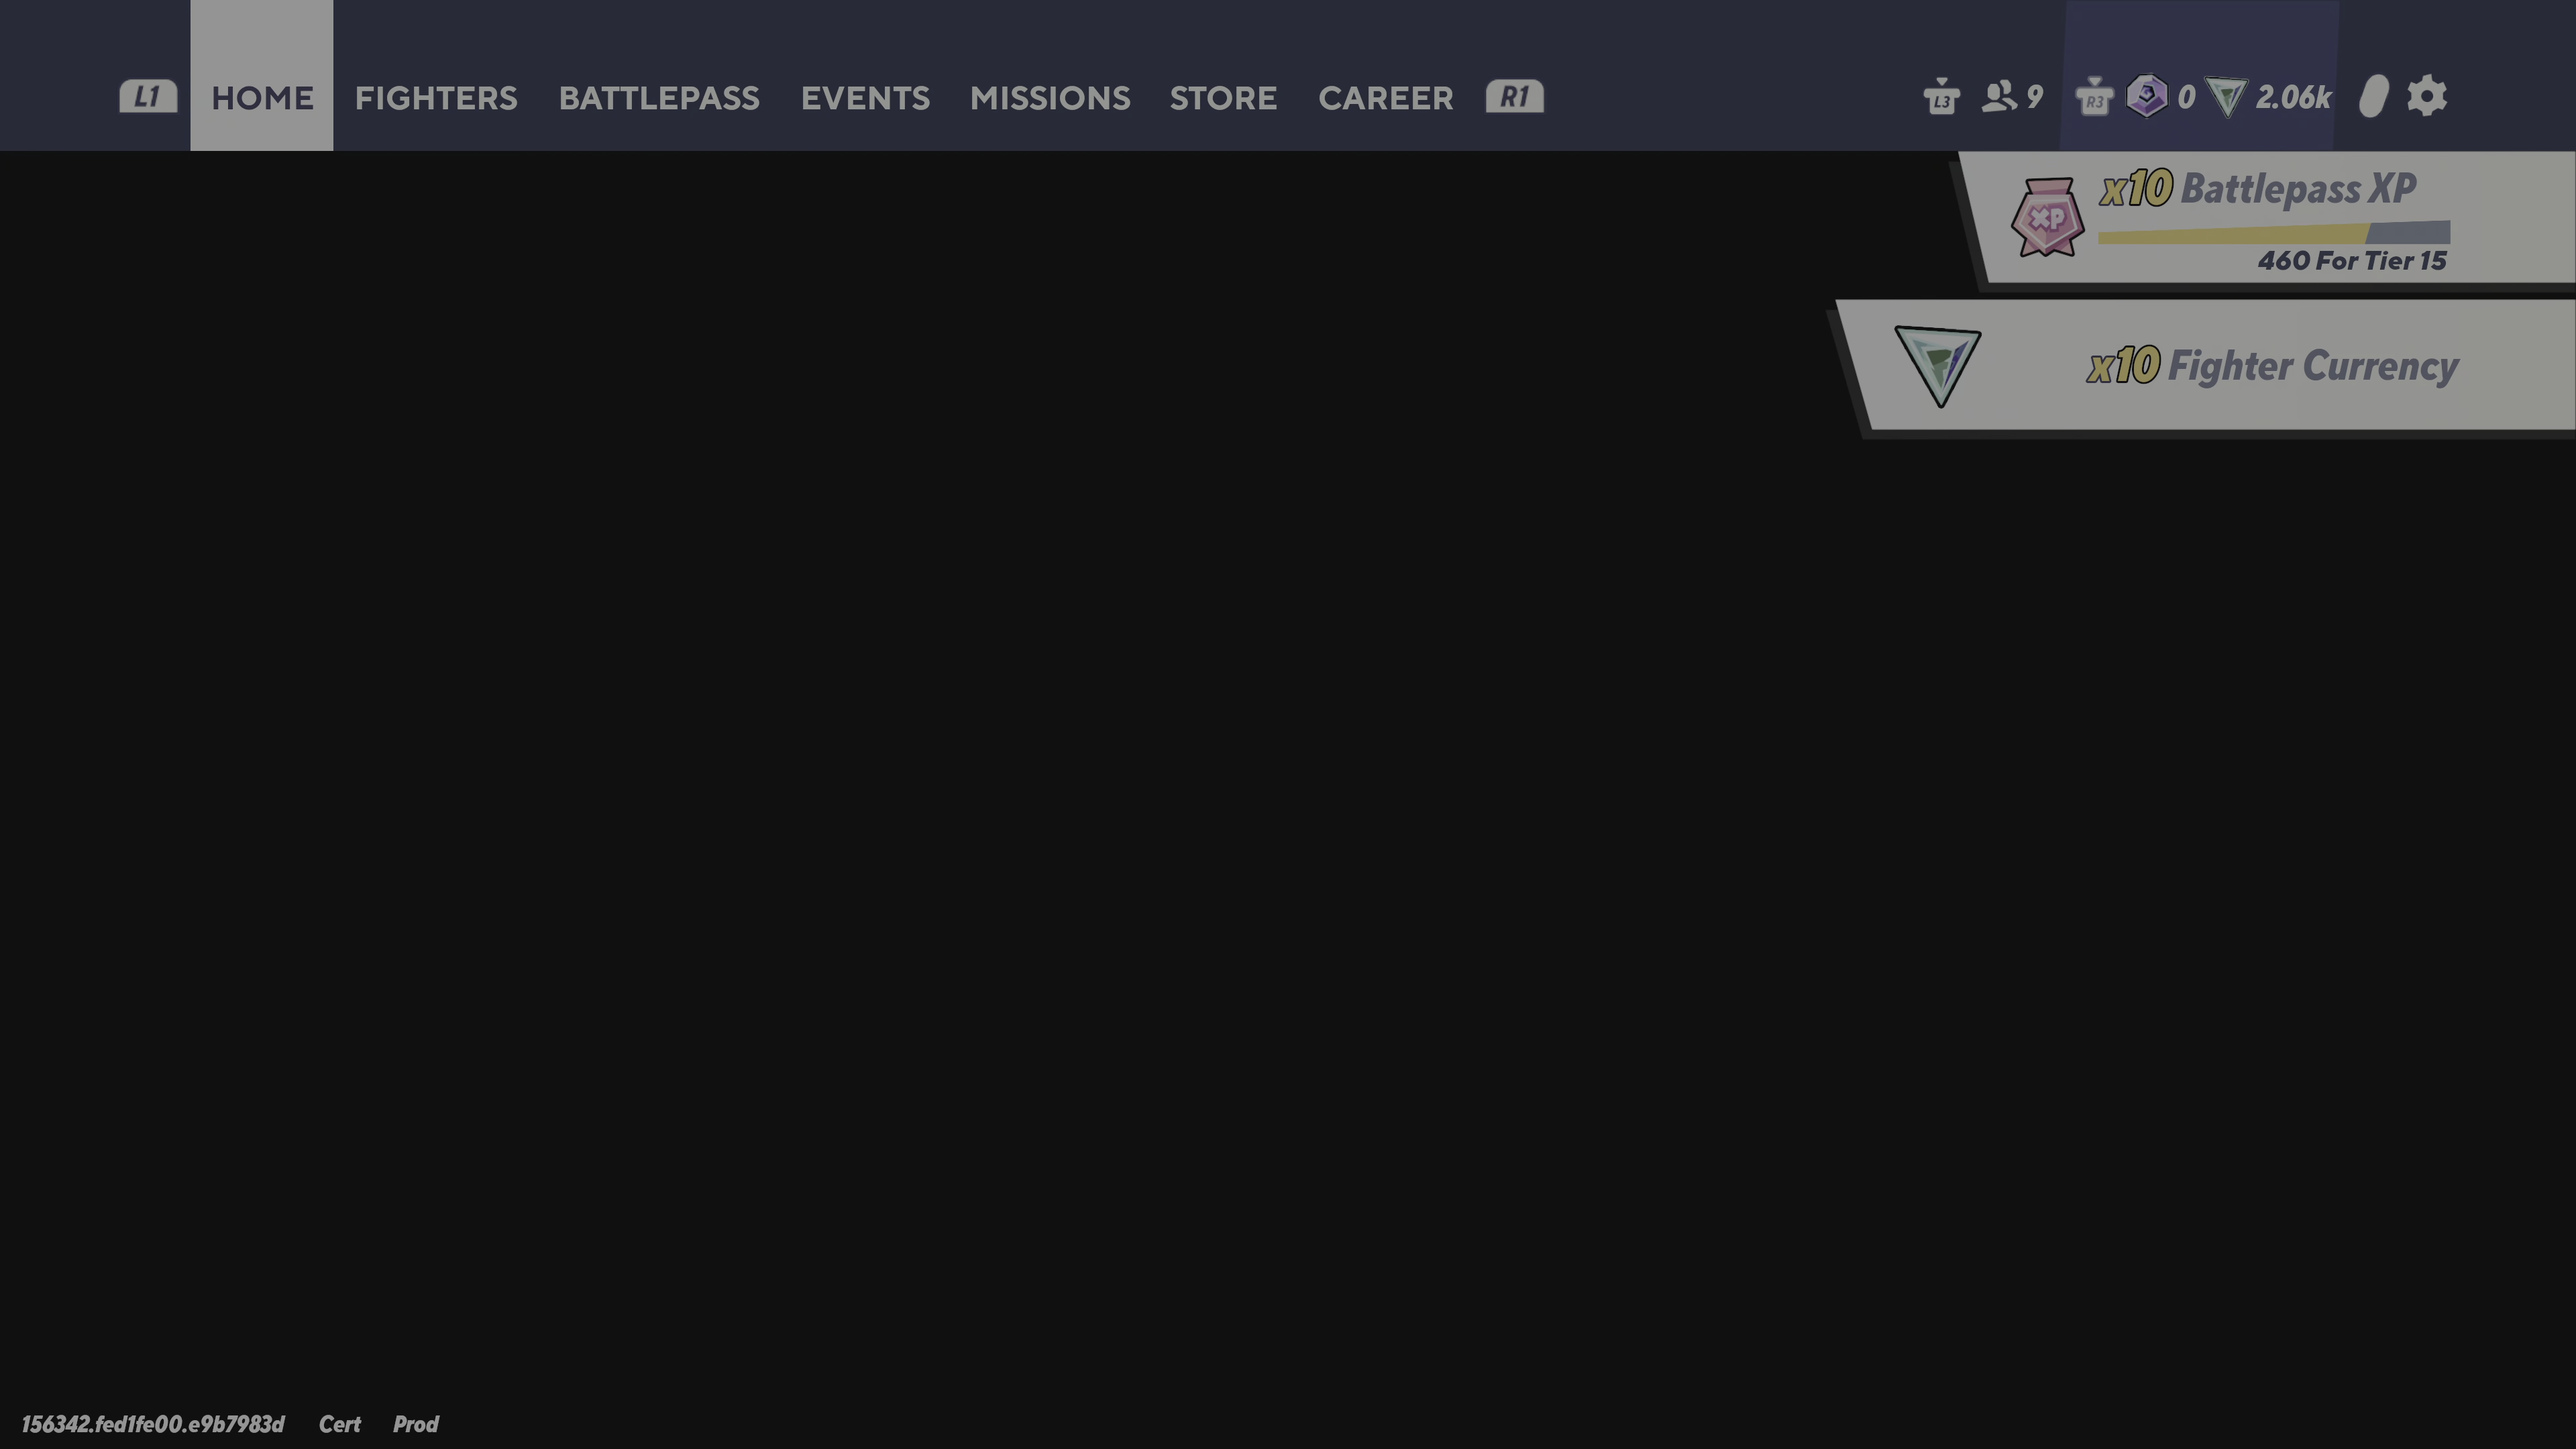 L1 HOME FIGHTERS BATTLEPASS EVENTS MISSIONS STORE CAREER R1 L3 9 R3 0 2.06k
XP x10 Battlepass XP
460 For Tier 15
x10 Fighter Currency
156342.fed1fe00.e9b7983d Cert Prod